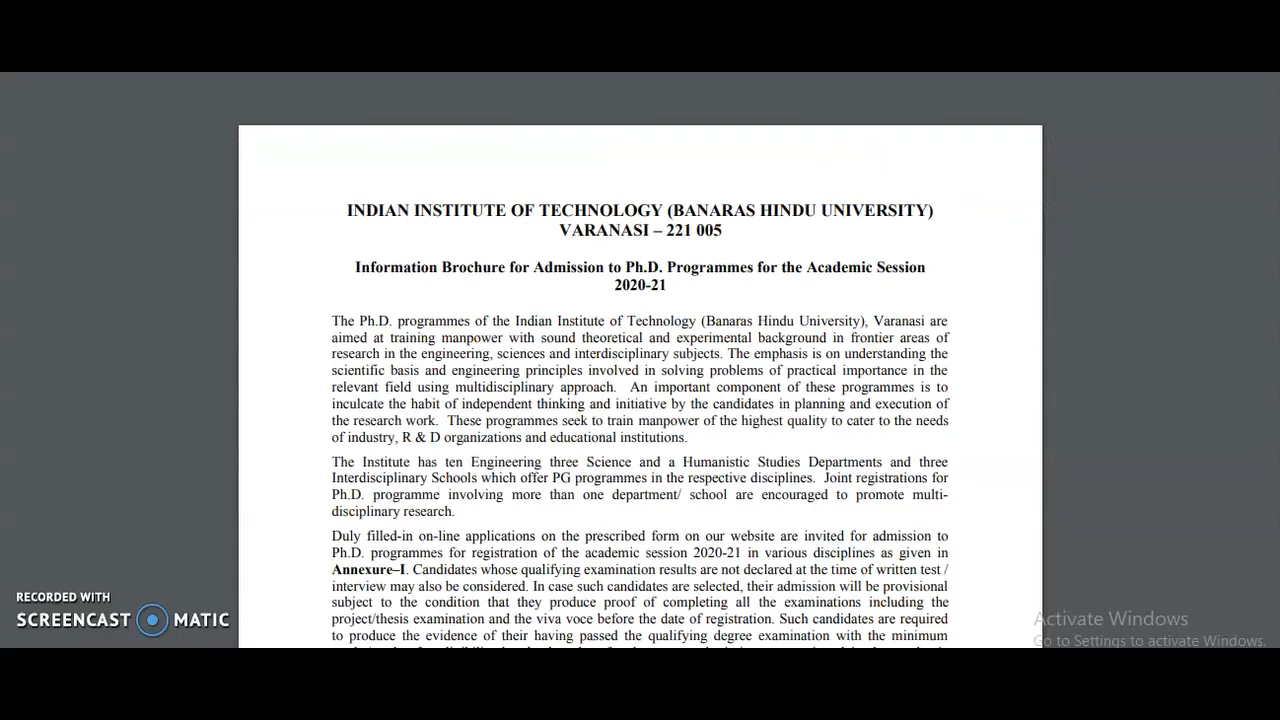 INDIAN INSTITUTE OF TECHNOLOGY (BANARAS HINDU UNIVERSITY)
VARANASI – 221 005
Information Brochure for Admission to Ph.D. Programmes for the Academic Session
2020-21
The Ph.D. programmes of the Indian Institute of Technology (Banaras Hindu University), Varanasi are
aimed at training manpower with sound theoretical and experimental background in frontier areas of
research in the engineering, sciences and interdisciplinary subjects. The emphasis is on understanding the
scientific basis and engineering principles involved in solving problems of practical importance in the
relevant field using multidisciplinary approach. An important component of these programmes is to
inculcate the habit of independent thinking and initiative by the candidates in planning and execution of
the research work. These programmes seek to train manpower of the highest quality to cater to the needs
of industry, R & D organizations and educational institutions.
The Institute has ten Engineering three Science and a Humanistic Studies Departments and three
Interdisciplinary Schools which offer PG programmes in the respective disciplines. Joint registrations for
Ph.D. programme involving more than one department/ school are encouraged to promote multi-
disciplinary research.
Duly filled-in on-line applications on the prescribed form on our website are invited for admission to
Ph.D. programmes for registration of the academic session 2020-21 in various disciplines as given in
Annexure–I. Candidates whose qualifying examination results are not declared at the time of written test /
interview may also be considered. In case such candidates are selected, their admission will be provisional
subject to the condition that they produce proof of completing all the examinations including the
project/thesis examination and the viva voce before the date of registration. Such candidates are required
to produce the evidence of their having passed the qualifying degree examination with the minimum
RECORDED WITH
SCREENCAST MATIC
Activate Windows
Go to Settings to activate Windows.